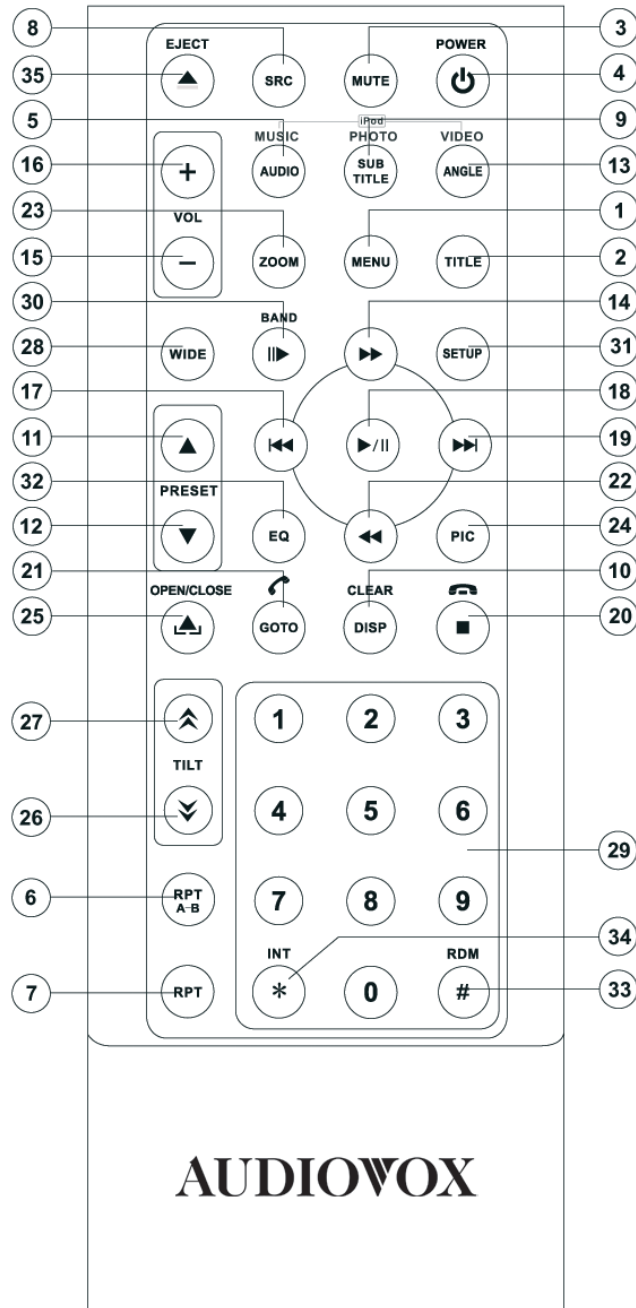 8 3
EJECT POWER
35 SRC MUTE 4
5 iPod 9
MUSIC PHOTO VIDEO
16 + AUDIO SUB TITLE ANGLE 13
23 VOL 1
15 − ZOOM MENU TITLE 2
30 BAND 14
28 WIDE SETUP 31
17 18
11 ▶/II 19
32 PRESET 22
12 EQ PIC 24
21 10
OPEN/CLOSE CLEAR
25 GOTO DISP 20
27 1 2 3
TILT
26 4 5 6
29
6 RPT A-B 7 8 9
34
INT RDM
7 RPT * 0 # 33
AUDIOVOX